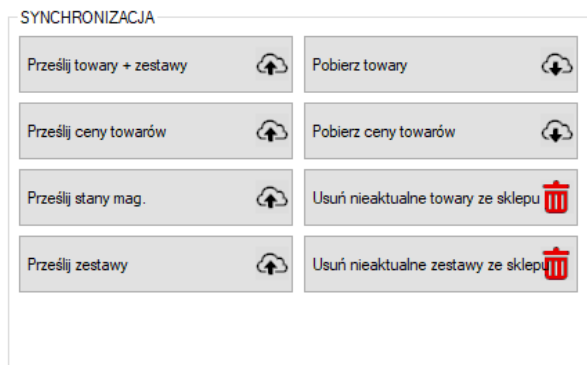 SYNCHRONIZACJA
Prześlij towary + zestawy
Pobierz towary
Prześlij ceny towarów
Pobierz ceny towarów
Prześlij stany mag.
Usuń nieaktualne towary ze sklepu
Prześlij zestawy
Usuń nieaktualne zestawy ze sklepu